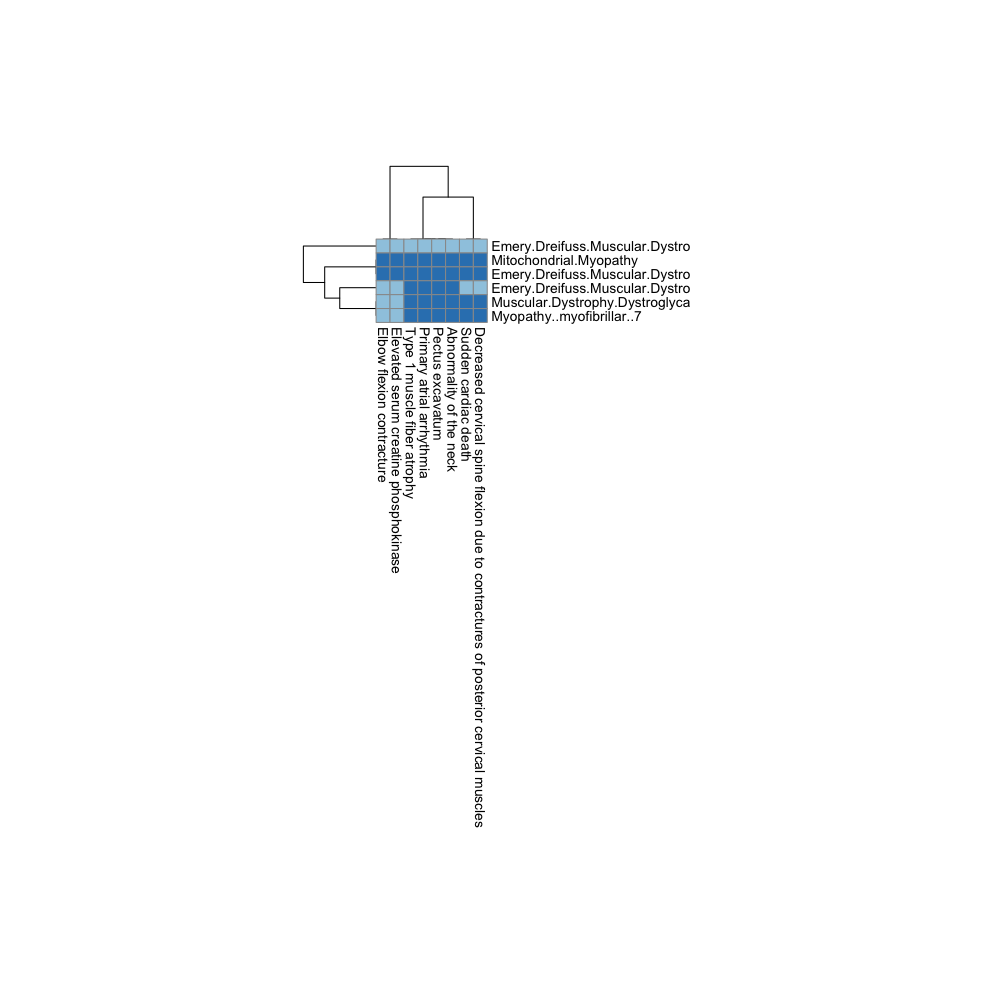 Emery.Dreifuss.Muscular.Dystro
Mitochondrial.Myopathy
Emery.Dreifuss.Muscular.Dystro
Emery.Dreifuss.Muscular.Dystro
Muscular.Dystrophy.Dystroglyca
Myopathy..myofibrillar..7
Elbow flexion contracture
Elevated serum creatine phosphokinase
Type 1 muscle fiber atrophy
Primary atrial arrhythmia
Pectus excavatum
Abnormality of the neck
Sudden cardiac death
Decreased cervical spine flexion due to contractures of posterior cervical muscles